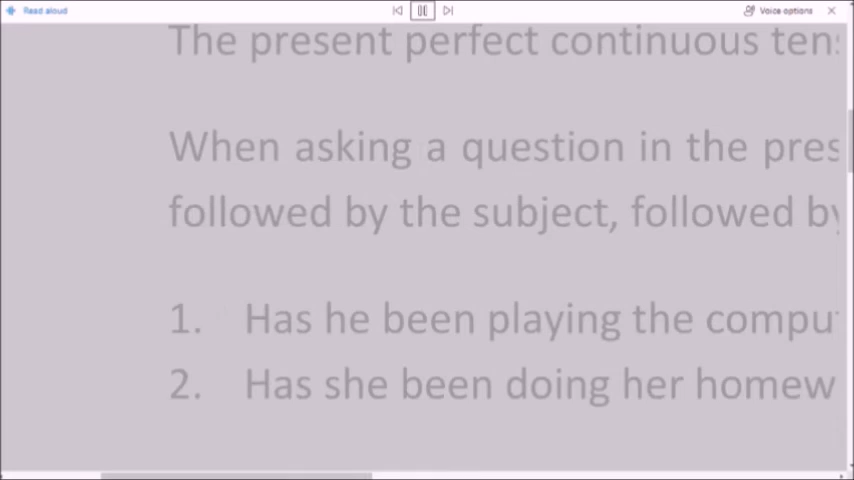 Read aloud
Voice options
The present perfect continuous
When asking a question in the
followed by the subject, followed
1. Has he been playing the
2. Has she been doing her